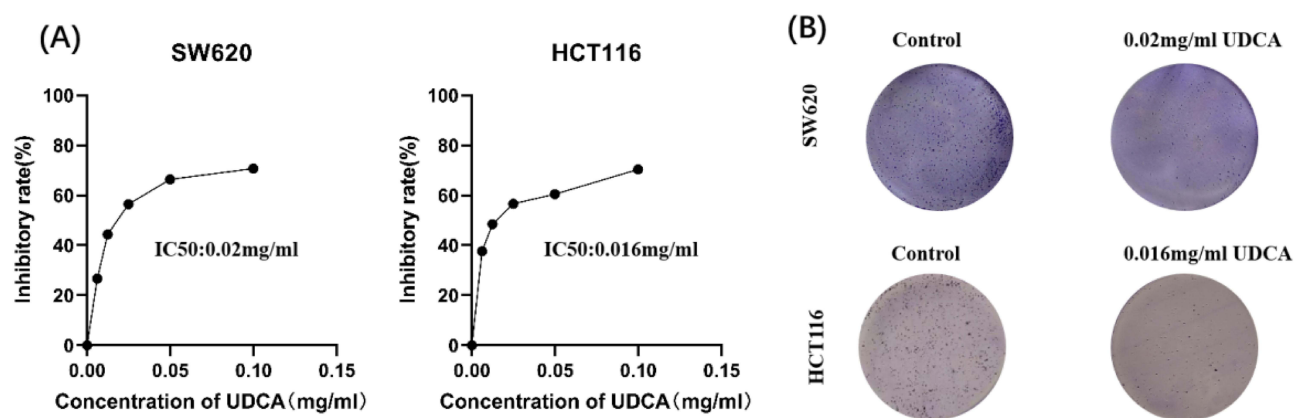 (A)
SW620
Inhibitory rate(%)
100
80
60
40
20
0
IC50:0.02mg/ml
0.00 0.05 0.10 0.15
Concentration of UDCA(mg/ml)
HCT116
Inhibitory rate(%)
100
80
60
40
20
0
IC50:0.016mg/ml
0.00 0.05 0.10 0.15
Concentration of UDCA(mg/ml)
(B)
Control 0.02mg/ml UDCA
SW620
Control 0.016mg/ml UDCA
HCT116